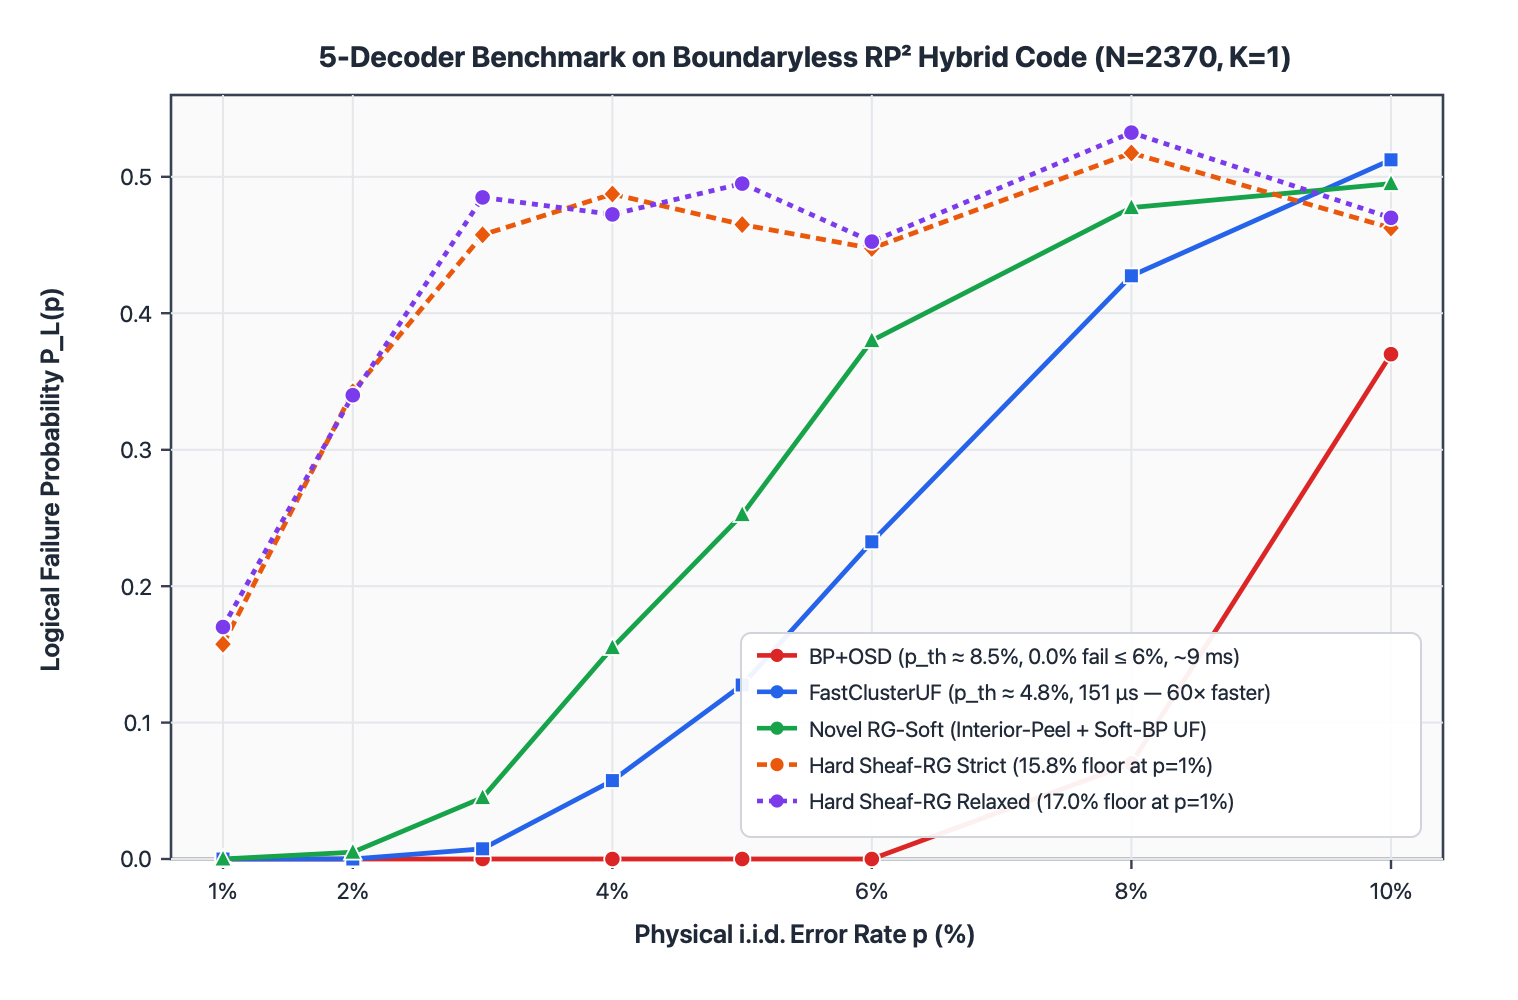 5-Decoder Benchmark on Boundaryless RP² Hybrid Code (N=2370, K=1)
Logical Failure Probability P_L(p)
0.5
0.4
0.3
0.2
0.1
0.0
BP+OSD (p_th ≈ 8.5%, 0.0% fail ≤ 6%, ~9 ms)
FastClusterUF (p_th ≈ 4.8%, 151 µs — 60× faster)
Novel RG-Soft (Interior-Peel + Soft-BP UF)
Hard Sheaf-RG Strict (15.8% floor at p=1%)
Hard Sheaf-RG Relaxed (17.0% floor at p=1%)
1% 2% 4% 6% 8% 10%
Physical i.i.d. Error Rate p (%)